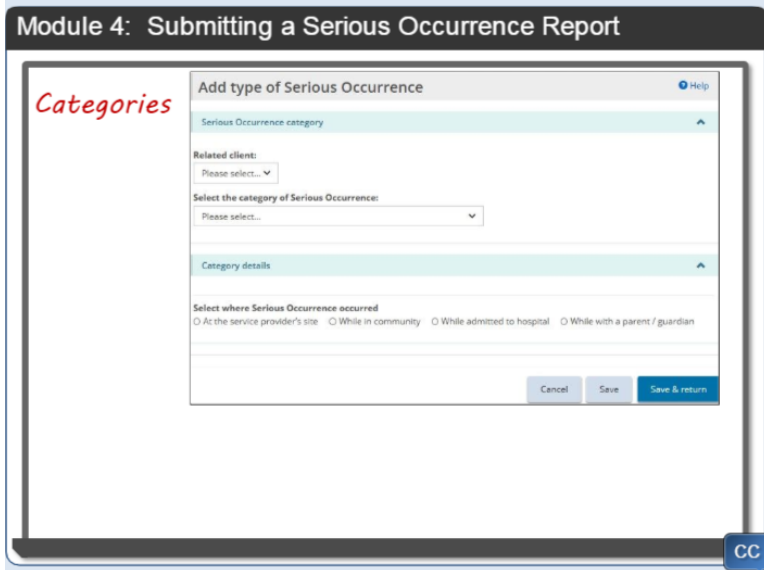 Module 4: Submitting a Serious Occurrence Report
Categories
Add type of Serious Occurrence
Help
Serious Occurrence category
Related client:
Please select...
Select the category of Serious Occurrence:
Please select...
Category details
Select where Serious Occurrence occurred
At the service provider's site While in community While admitted to hospital While with a parent / guardian
Cancel Save Save & return
CC